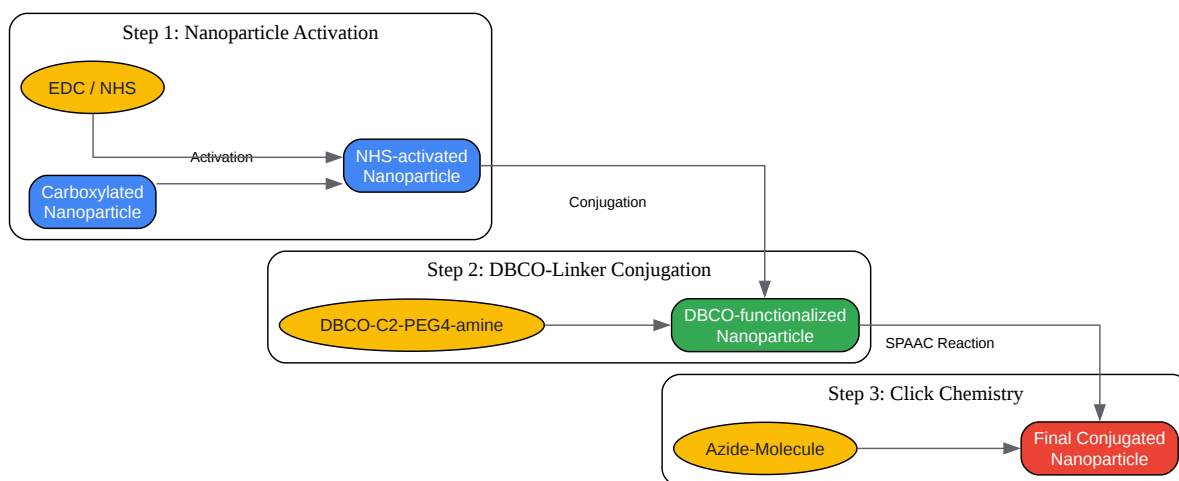 Step 1: Nanoparticle Activation
EDC / NHS
Activation
NHS-activated
Nanoparticle
Carboxylated
Nanoparticle
Conjugation
Step 2: DBCO-Linker Conjugation
DBCO-C2-PEG4-amine
DBCO-functionalized
Nanoparticle
SPAAC Reaction
Step 3: Click Chemistry
Azide-Molecule
Final Conjugated
Nanoparticle